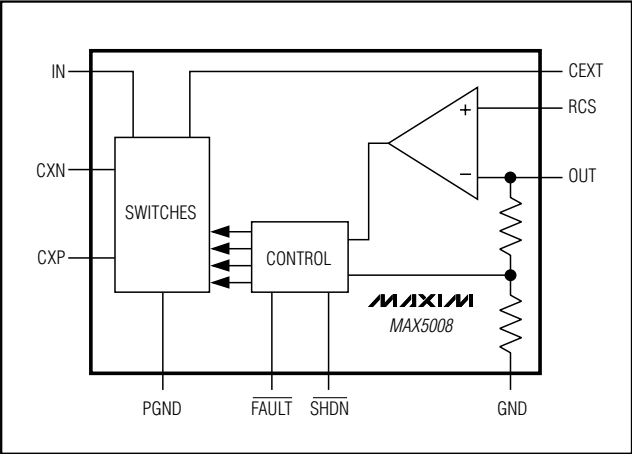 IN
CEXT
+
RCS
CXN
−
OUT
SWITCHES
CXP
CONTROL
MAXIM
MAX5008
PGND
FAULT
SHDN
GND